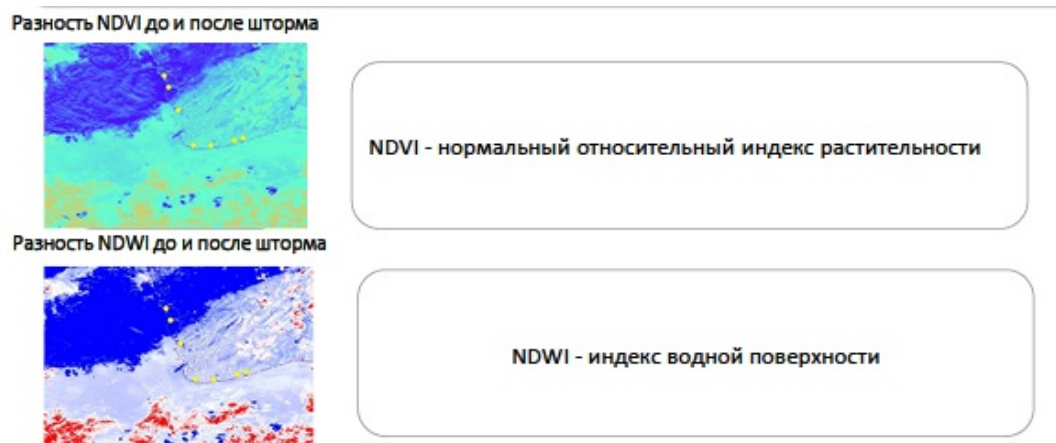 Разность NDVI до и после шторма
NDVI - нормальный относительный индекс растительности
Разность NDWI до и после шторма
NDWI - индекс водной поверхности